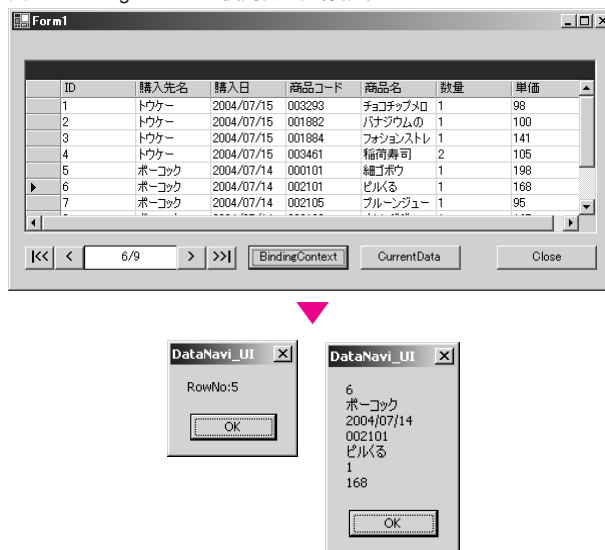 Form1
ID 購入先名 購入日 商品コード 商品名 数量 単価
1 トウケー 2004/07/15 003293 チョコチップメロ 1 98
2 トウケー 2004/07/15 001882 バナジウムの 1 100
3 トウケー 2004/07/15 001884 フォションストレ 1 141
4 トウケー 2004/07/15 003461 稲荷寿司 2 105
5 ポーコック 2004/07/14 000101 細ゴボウ 1 198
6 ポーコック 2004/07/14 002101 ピルくる 1 168
7 ポーコック 2004/07/14 002105 プルーンジュー 1 95
|<< < 6/9 > >>| BindingContext CurrentData Close
DataNavi_UI
RowNo:5
OK
DataNavi_UI
6
ポーコック
2004/07/14
002101
ピルくる
1
168
OK